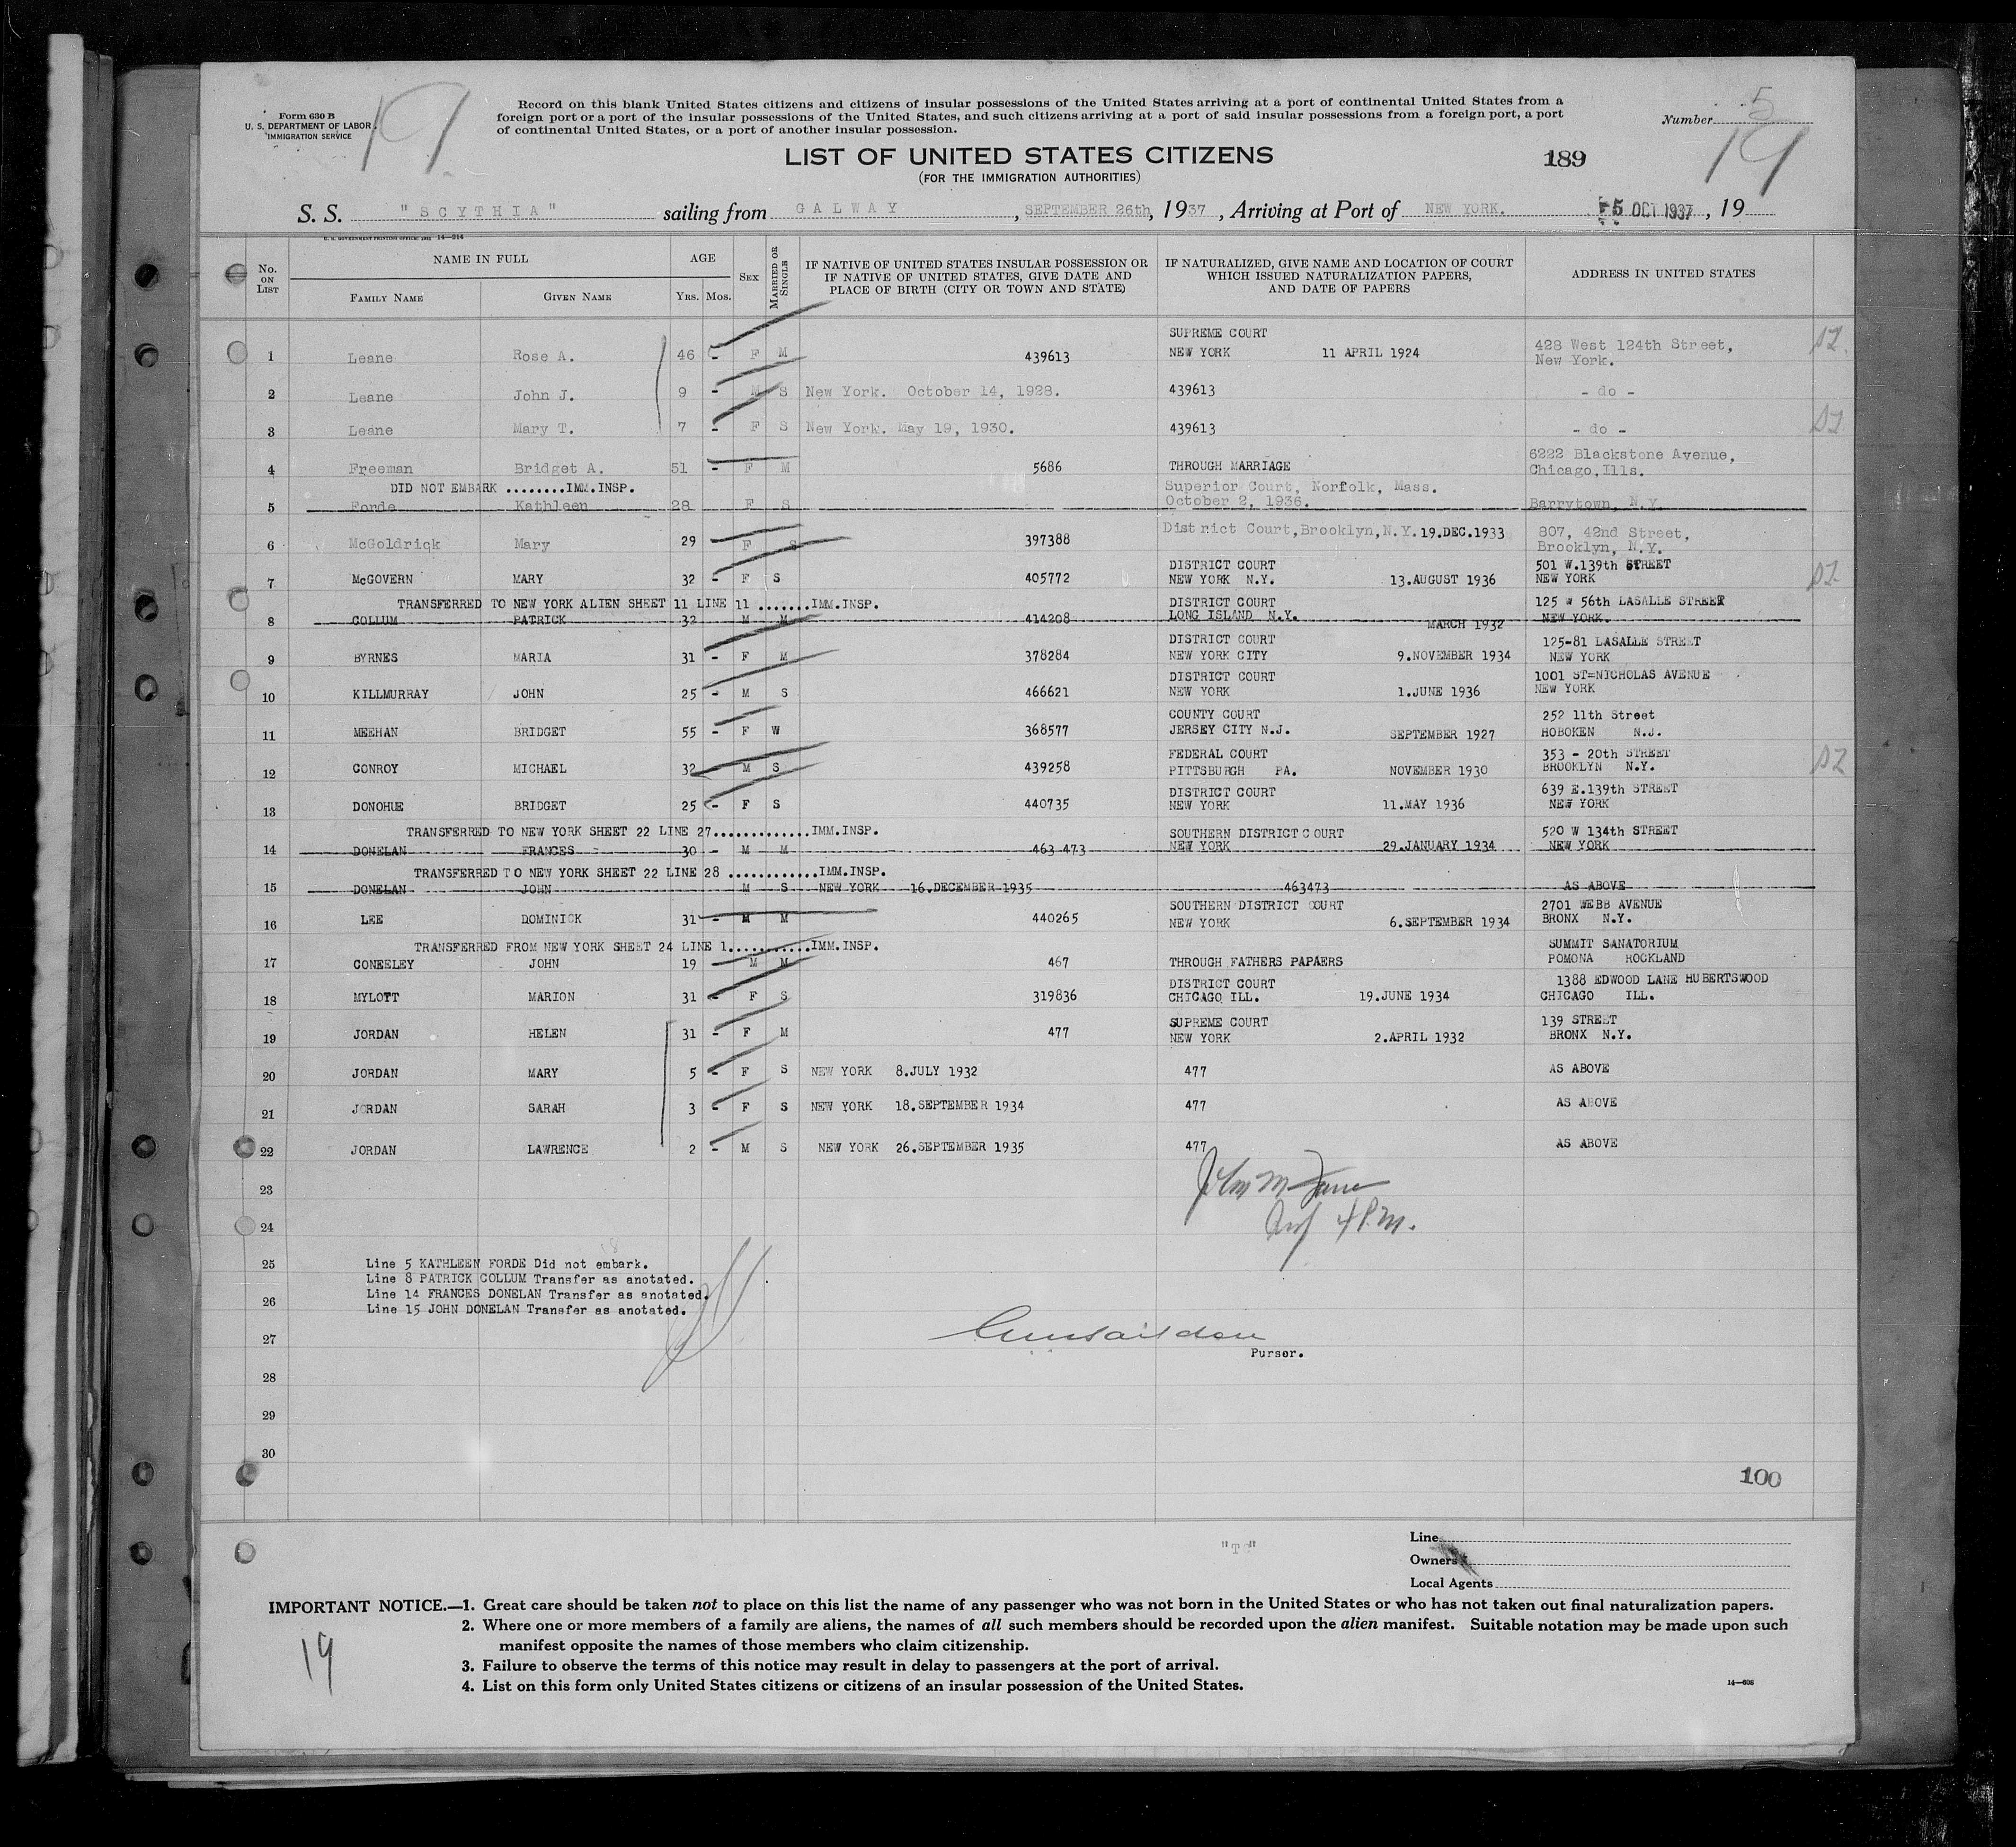 19
Form 630 B
U. S. DEPARTMENT OF LABOR
IMMIGRATION SERVICE
Record on this blank United States citizens and citizens of insular possessions of the United States arriving at a port of continental United States from a
foreign port or a port of the insular possessions of the United States, and such citizens arriving at a port of said insular possessions from a foreign port, a port
of continental United States, or a port of another insular possession.
Number 5
LIST OF UNITED STATES CITIZENS
189
19
(FOR THE IMMIGRATION AUTHORITIES)
S. S. "SCYTHIA" sailing from GALWAY, SEPTEMBER 26th, 1937, Arriving at Port of NEW YORK. 5 OCT 1937, 19
14—214
No. ON LIST
NAME IN FULL
FAMILY NAME
GIVEN NAME
AGE
YRS.
MOS.
SEX
MARRIED OR SINGLE
IF NATIVE OF UNITED STATES INSULAR POSSESSION OR
IF NATIVE OF UNITED STATES, GIVE DATE AND
PLACE OF BIRTH (CITY OR TOWN AND STATE)
IF NATURALIZED, GIVE NAME AND LOCATION OF COURT
WHICH ISSUED NATURALIZATION PAPERS,
AND DATE OF PAPERS
ADDRESS IN UNITED STATES
SUPREME COURT
428 West 124th Street,
1 Leane Rose A. 46 - F M 439613 NEW YORK 11 APRIL 1924 New York.
2 Leane John J. 9 - M S New York. October 14, 1928. 439613 - do -
3 Leane Mary T. 7 - F S New York. May 19, 1930. 439613 - do -
6222 Blackstone Avenue,
4 Freeman Bridget A. 51 - F M 5686 THROUGH MARRIAGE Chicago, Ills.
DID NOT EMBARK ........IMM.INSP. Superior Court, Norfolk, Mass.
5 Forde Kathleen 28 F S October 2, 1936. Barrytown, N.Y.
District Court, Brooklyn, N.Y. 19.DEC.1933 807, 42nd Street,
6 McGoldrick Mary 29 - F S 397388 Brooklyn, N.Y.
DISTRICT COURT 501 W.139th STREET
7 McGOVERN MARY 32 - F S 405772 NEW YORK N.Y. 13.AUGUST 1936 NEW YORK
TRANSFERRED TO NEW YORK ALIEN SHEET 11 LINE 11 .......IMM.INSP. DISTRICT COURT 125 W 56th LASALLE STREET
8 COLLUM PATRICK 32 M M 414208 LONG ISLAND N.Y. MARCH 1932 NEW YORK.
DISTRICT COURT 125-81 LASALLE STREET
9 BYRNES MARIA 31 - F M 378284 NEW YORK CITY 9.NOVEMBER 1934 NEW YORK
DISTRICT COURT 1001 ST=NICHOLAS AVENUE
10 KILLMURRAY JOHN 25 - M S 466621 NEW YORK 1.JUNE 1936 NEW YORK
COUNTY COURT 252 11th Street
11 MEEHAN BRIDGET 55 - F W 368577 JERSEY CITY N.J. SEPTEMBER 1927 HOBOKEN N.J.
FEDERAL COURT 353 - 20th STREET
12 CONROY MICHAEL 32 M S 439258 PITTSBURGH PA. NOVEMBER 1930 BROOKLYN N.Y.
DISTRICT COURT 639 E.139th STREET
13 DONOHUE BRIDGET 25 - F S 440735 NEW YORK 11.MAY 1936 NEW YORK
TRANSFERRED TO NEW YORK SHEET 22 LINE 27.............IMM.INSP. SOUTHERN DISTRICT COURT 520 W 134th STREET
14 DONELAN FRANCES 30 - M M 463 473 NEW YORK 29.JANUARY 1934 NEW YORK
TRANSFERRED TO NEW YORK SHEET 22 LINE 28 ............IMM.INSP.
15 DONELAN JOHN M S NEW YORK 16.DECEMBER 1935 463473 AS ABOVE
SOUTHERN DISTRICT COURT 2701 WEBB AVENUE
16 LEE DOMINICK 31 - M M 440265 NEW YORK 6.SEPTEMBER 1934 BRONX N.Y.
TRANSFERRED FROM NEW YORK SHEET 24 LINE 1...........IMM.INSP. SUMMIT SANATORIUM
17 CONEELEY JOHN 19 - M M 467 THROUGH FATHERS PAPAERS POMONA ROCKLAND
DISTRICT COURT 1388 EDWOOD LANE HUBERTSWOOD
18 MYLOTT MARION 31 - F S 319836 CHICAGO ILL. 19.JUNE 1934 CHICAGO ILL.
SUPREME COURT 139 STREET
19 JORDAN HELEN 31 - F M 477 NEW YORK 2.APRIL 1932 BRONX N.Y.
20 JORDAN MARY 5 - F S NEW YORK 8.JULY 1932 477 AS ABOVE
21 JORDAN SARAH 3 - F S NEW YORK 18.SEPTEMBER 1934 477 AS ABOVE
22 JORDAN LAWRENCE 2 - M S NEW YORK 26.SEPTEMBER 1935 477 AS ABOVE
23
24
25 Line 5 KATHLEEN FORDE Did not embark.
Line 8 PATRICK COLLUM Transfer as anotated.
26 Line 14 FRANCES DONELAN Transfer as anotated.
Line 15 JOHN DONELAN Transfer as anotated.
27
Purser.
28
29
30
100
"TC"
Line
Owners
Local Agents
IMPORTANT NOTICE.—1. Great care should be taken not to place on this list the name of any passenger who was not born in the United States or who has not taken out final naturalization papers.
2. Where one or more members of a family are aliens, the names of all such members should be recorded upon the alien manifest. Suitable notation may be made upon such
manifest opposite the names of those members who claim citizenship.
3. Failure to observe the terms of this notice may result in delay to passengers at the port of arrival.
4. List on this form only United States citizens or citizens of an insular possession of the United States.
19
14—608